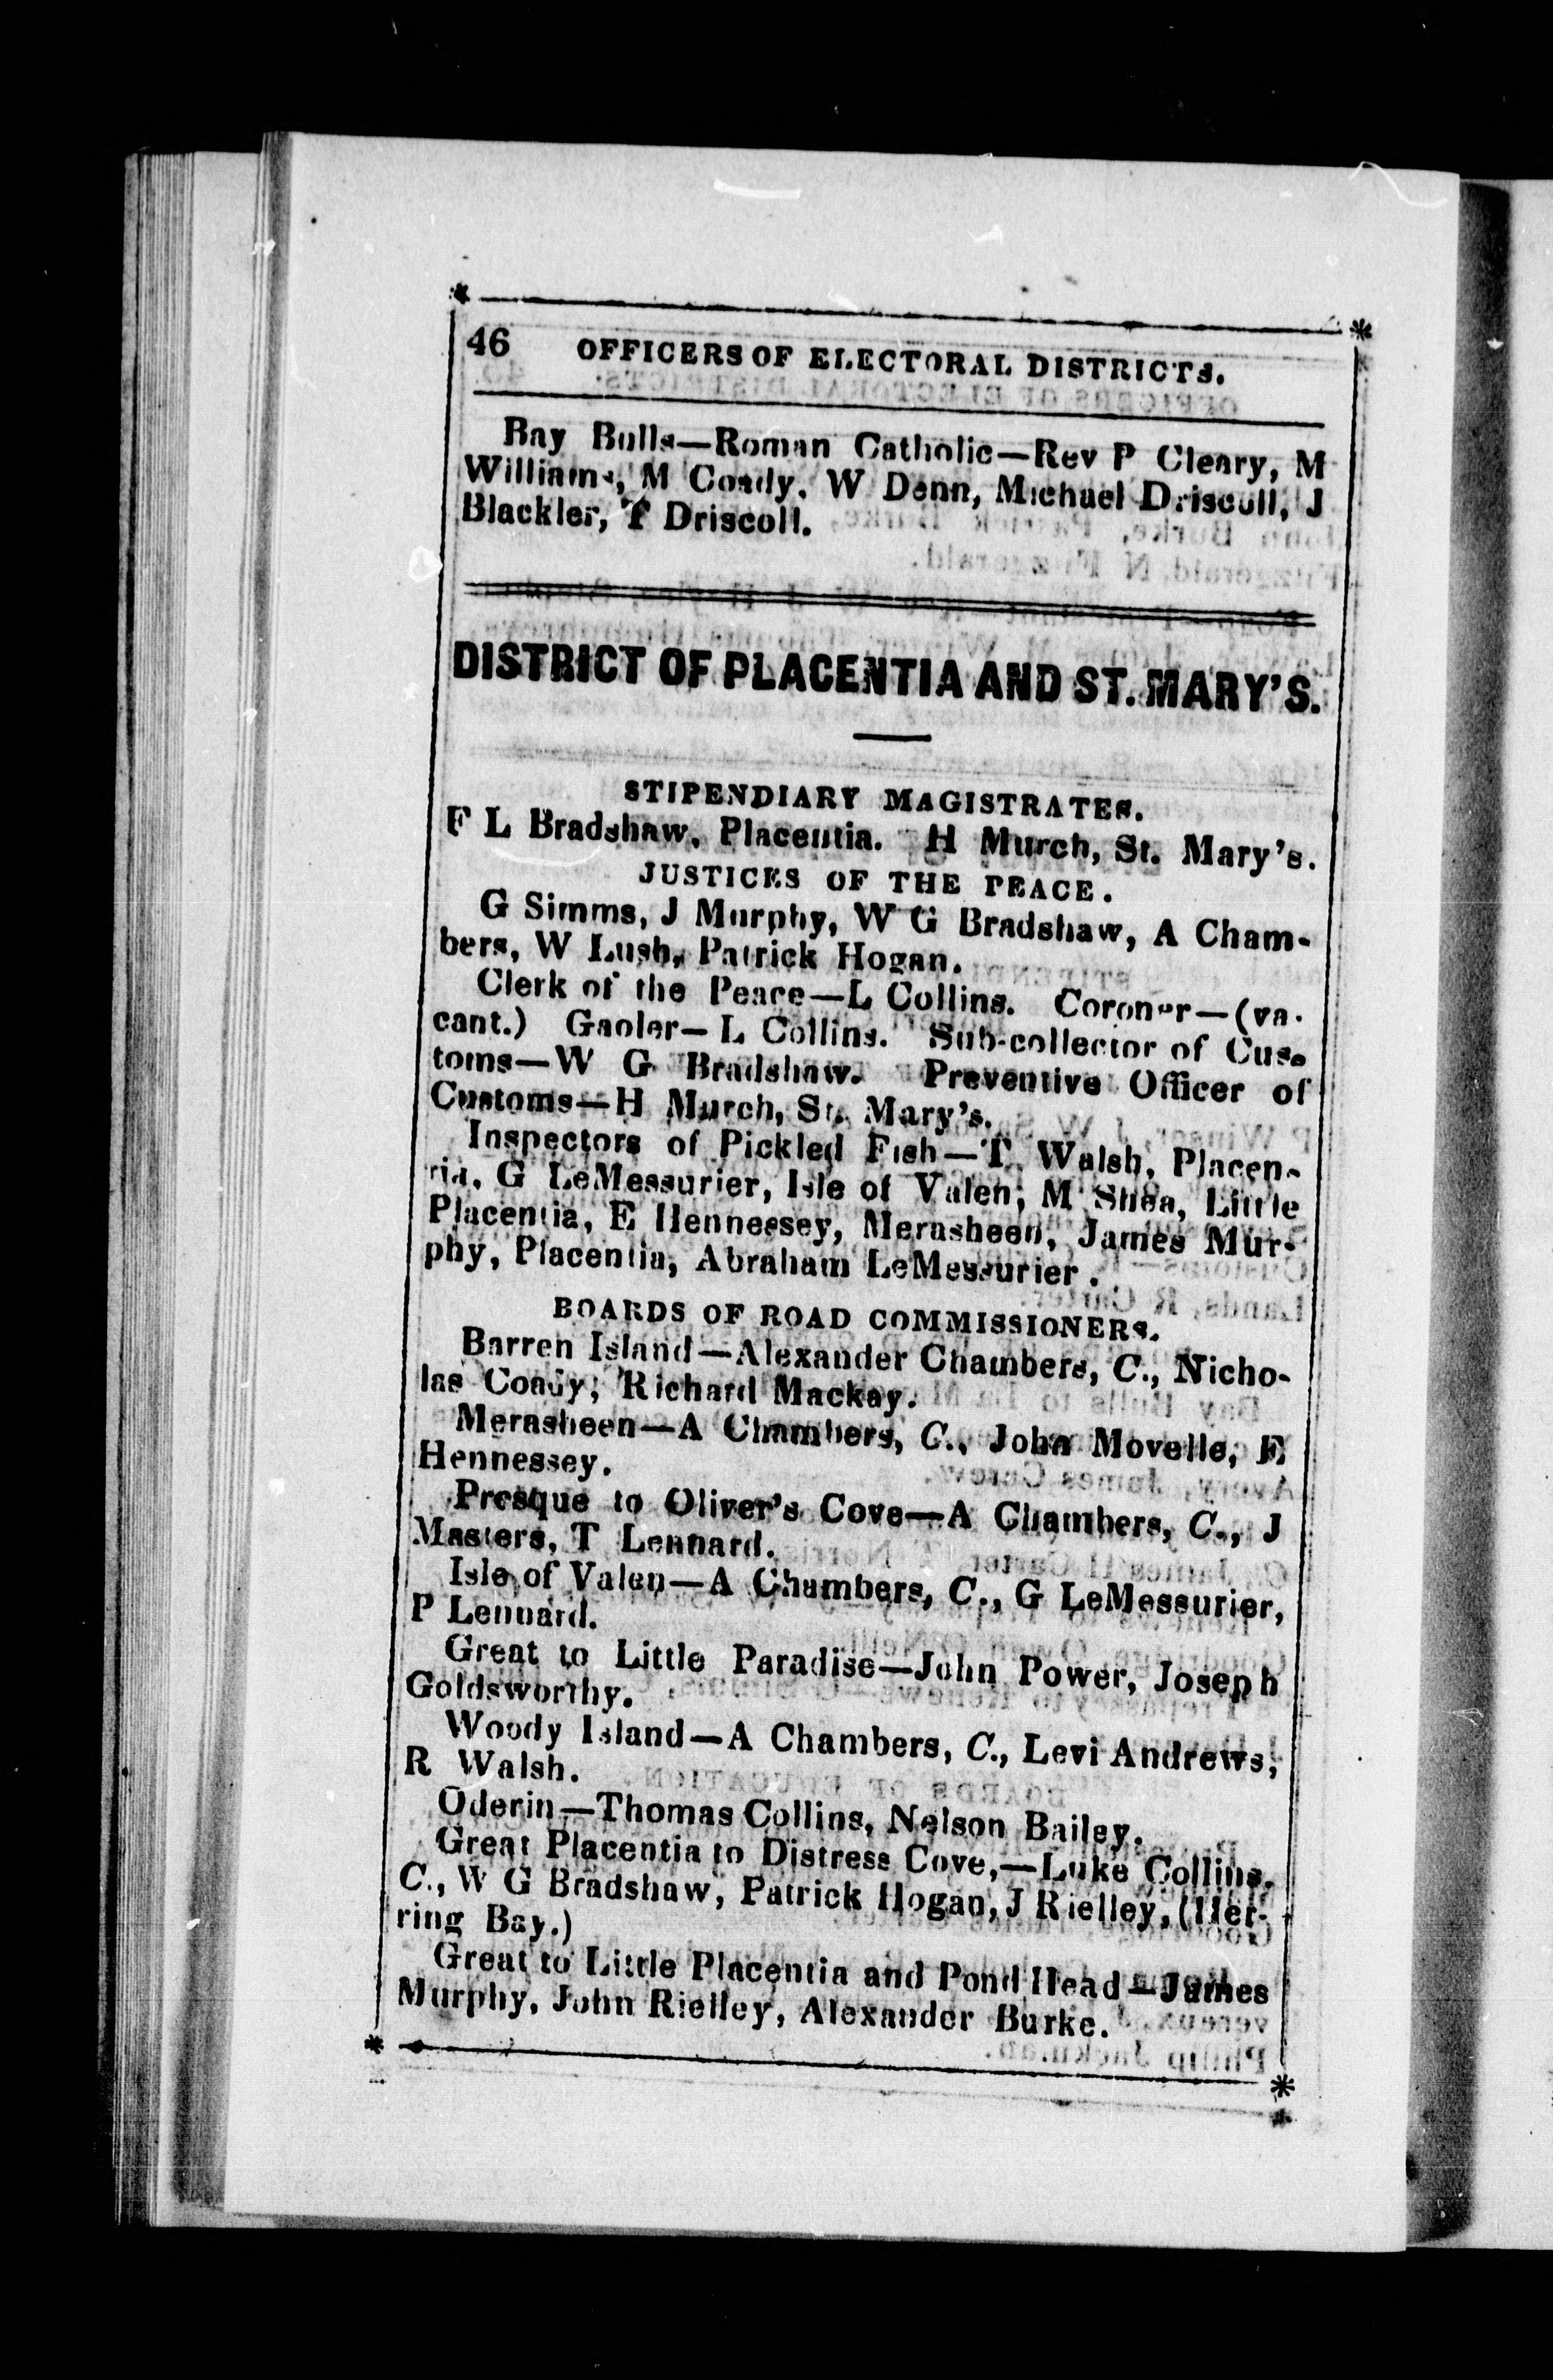 46 OFFICERS OF ELECTORAL DISTRICTS.
Bay Bulls—Roman Catholic—Rev P Cleary, M
Williams, M Coady, W Denn, Michael Driscoll, J
Blackler, T Driscoll.
DISTRICT OF PLACENTIA AND ST. MARY'S.
STIPENDIARY MAGISTRATES.
F L Bradshaw, Placentia. H Murch, St. Mary's.
JUSTICES OF THE PEACE.
G Simms, J Murphy, W G Bradshaw, A Cham-
bers, W Lush, Patrick Hogan.
Clerk of the Peace—L Collins. Coroner—(va-
cant.) Gaoler—L Collins. Sub-collector of Cus-
toms—W G Bradshaw. Preventive Officer of
Customs—H Murch, St. Mary's.
Inspectors of Pickled Fish—T Walsh, Placen-
ria, G LeMessurier, Isle of Valen; M Shea, Little
Placentia, E Hennessey, Merasheen, James Mur-
phy, Placentia, Abraham LeMessurier.
BOARDS OF ROAD COMMISSIONERS.
Barren Island—Alexander Chambers, C., Nicho-
las Coady, Richard Mackay.
Merasheen—A Chambers, C., John Movelle, E
Hennessey.
Presque to Oliver's Cove—A Chambers, C., J
Masters, T Lennard.
Isle of Valen—A Chambers, C., G LeMessurier,
P Lennard.
Great to Little Paradise—John Power, Joseph
Goldsworthy.
Woody Island—A Chambers, C., Levi Andrews,
R Walsh.
Oderin—Thomas Collins, Nelson Bailey.
Great Placentia to Distress Cove,—Luke Collins,
C., W G Bradshaw, Patrick Hogan, J Rielley, (Her-
ring Bay.)
Great to Little Placentia and Pond Head—James
Murphy, John Rielley, Alexander Burke.